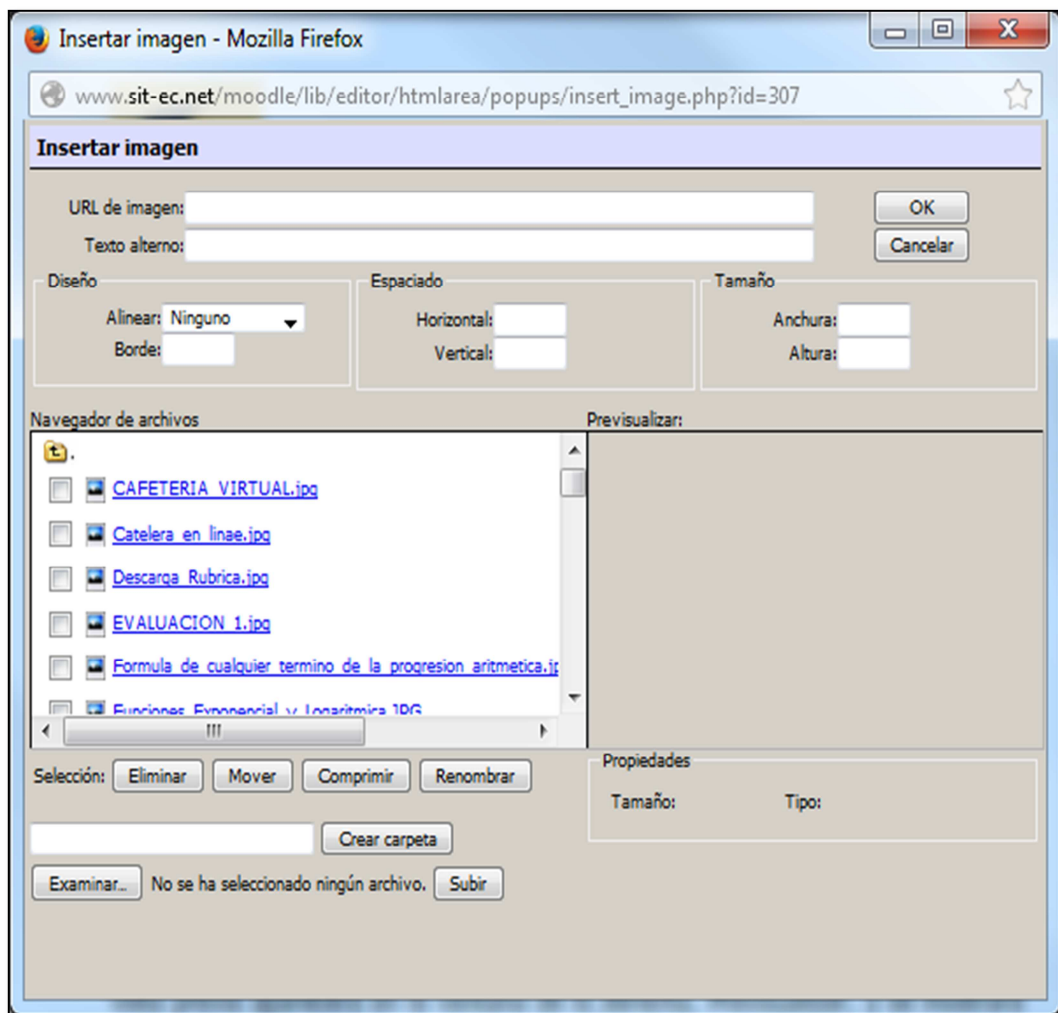 Insertar imagen - Mozilla Firefox
www.sit-ec.net/moodle/lib/editor/htmlarea/popups/insert_image.php?id=307
Insertar imagen
URL de imagen:
OK
Texto alterno:
Cancelar
Diseño
Espaciado
Tamaño
Alinear: Ninguno
Horizontal:
Anchura:
Borde:
Vertical:
Altura:
Navegador de archivos
Previsualizar:
.
CAFETERIA_VIRTUAL.jpg
Catelera_en_linae.jpg
Descarga_Rubrica.jpg
EVALUACION_1.jpg
Formula_de_cualquier_termino_de_la_progresion_aritmetica.jp
Funciones_Exponencial_y_Logaritmica.JPG
Selección: Eliminar Mover Comprimir Renombrar
Propiedades
Tamaño: Tipo:
Crear carpeta
Examinar... No se ha seleccionado ningún archivo. Subir